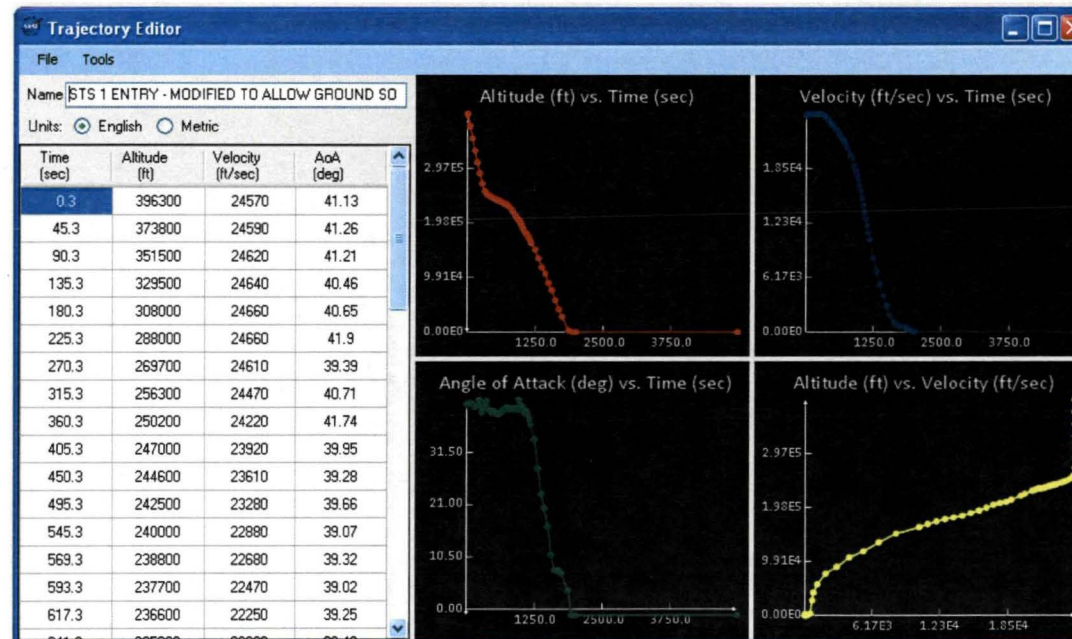 Trajectory Editor
File Tools
Name STS 1 ENTRY - MODIFIED TO ALLOW GROUND SO
Units: English Metric
Time (sec) Altitude (ft) Velocity (ft/sec) AoA (deg)
0.3 396300 24570 41.13
45.3 373800 24590 41.26
90.3 351500 24620 41.21
135.3 329500 24640 40.46
180.3 308000 24660 40.65
225.3 288000 24660 41.9
270.3 269700 24610 39.39
315.3 256300 24470 40.71
360.3 250200 24220 41.74
405.3 247000 23920 39.95
450.3 244600 23610 39.28
495.3 242500 23280 39.66
545.3 240000 22880 39.07
569.3 238800 22680 39.32
593.3 237700 22470 39.02
617.3 236600 22250 39.25
Altitude (ft) vs. Time (sec)
2.97E5
1.98E5
9.91E4
0.00E0
1250.0 2500.0 3750.0
Velocity (ft/sec) vs. Time (sec)
1.85E4
1.23E4
6.17E3
0.00E0
1250.0 2500.0 3750.0
Angle of Attack (deg) vs. Time (sec)
31.50
21.00
10.50
0.00
1250.0 2500.0 3750.0
Altitude (ft) vs. Velocity (ft/sec)
2.97E5
1.98E5
9.91E4
0.00E0
6.17E3 1.23E4 1.85E4